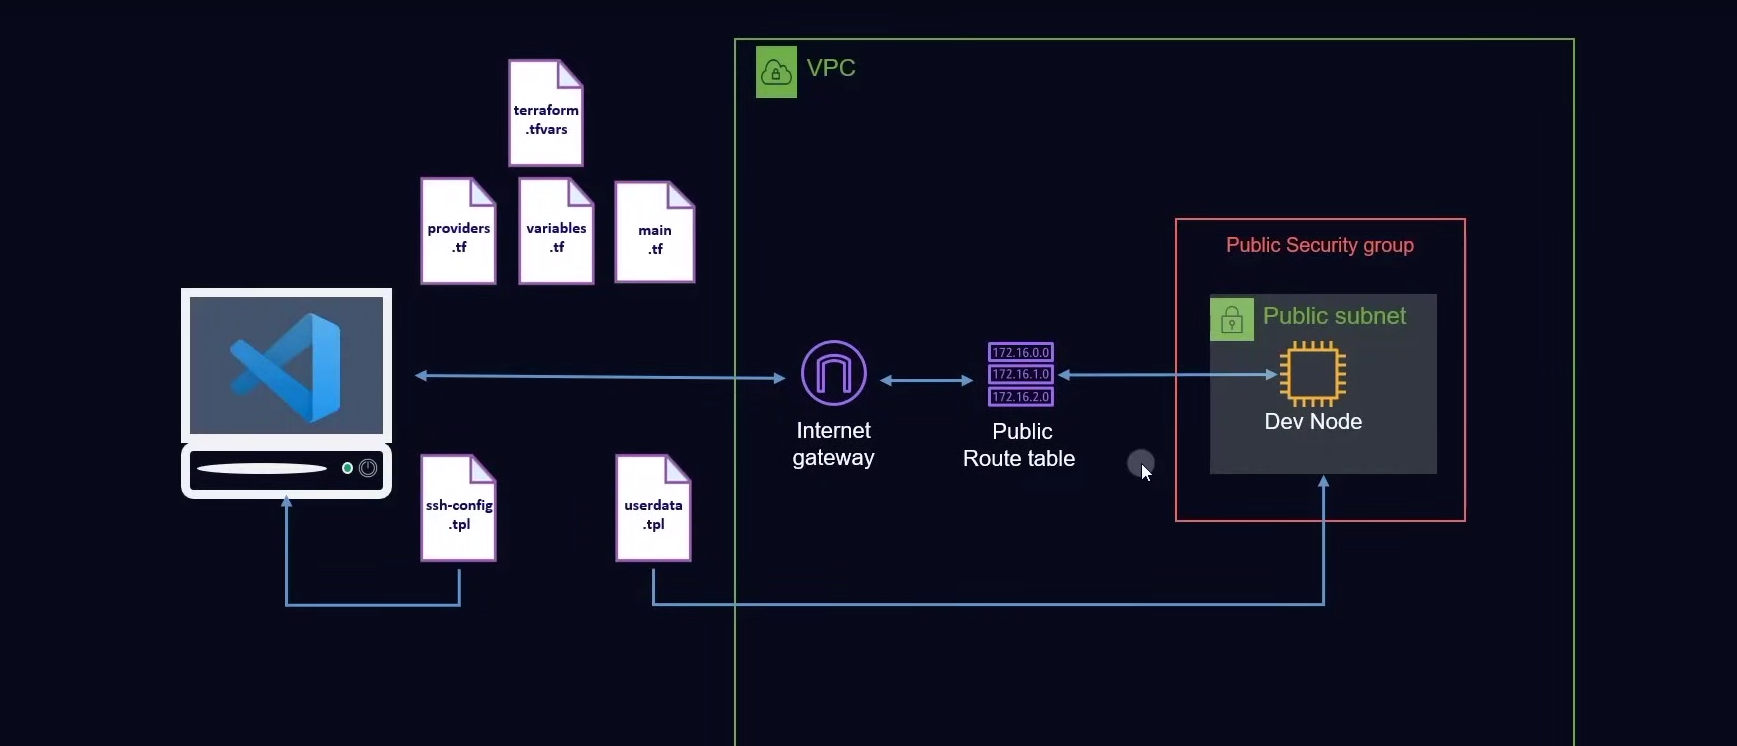 terraform
.tfvars
providers
.tf
variables
.tf
main
.tf
VPC
Public Security group
Public subnet
Dev Node
172.16.0.0
172.16.1.0
172.16.2.0
Internet
gateway
Public
Route table
ssh-config
.tpl
userdata
.tpl